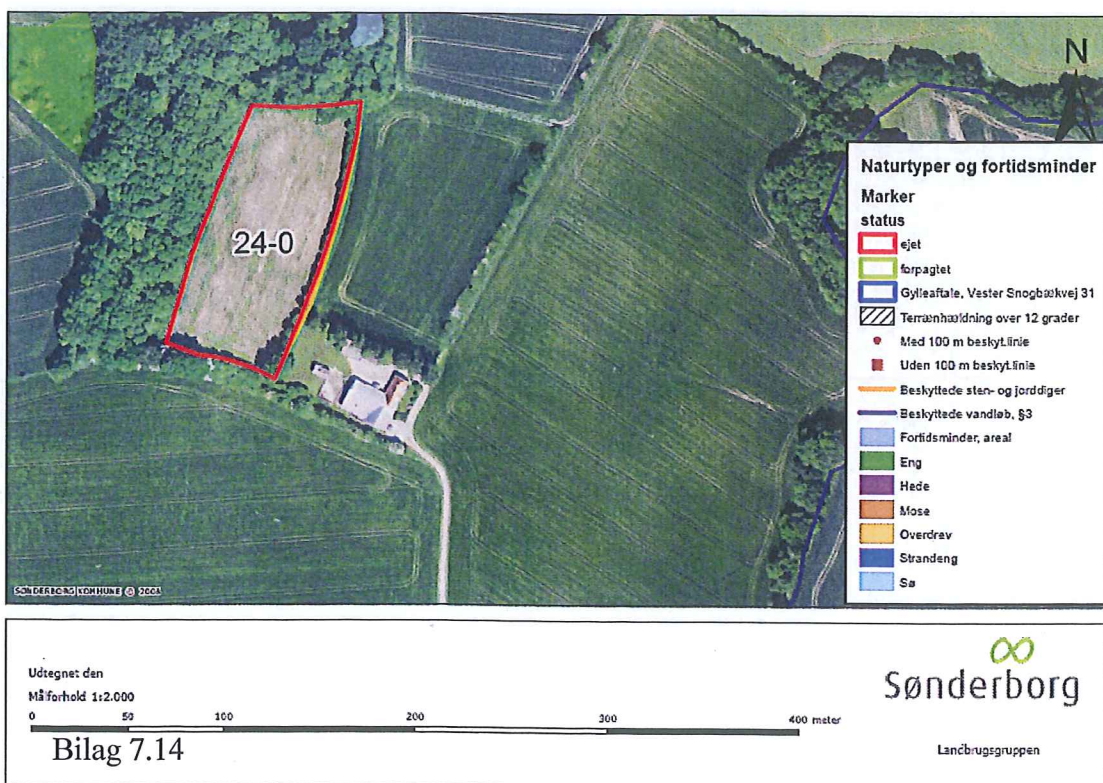 N
24-0
Naturtyper og fortidsminder
Marker
status
ejet
forpagtet
Gylleaftale, Vester Snogbækvej 31
Terrænhældning over 12 grader
Med 100 m beskyt.linie
Uden 100 m beskyt.linie
Beskyttede sten- og jorddiger
Beskyttede vandløb, §3
Fortidsminder, areal
Eng
Hede
Mose
Overdrev
Strandeng
Sø
SØNDERBORG KOMMUNE © 2008
Udtegnet den
Målforhold 1:2.000
0 50 100 200 300 400 meter
Bilag 7.14
Sønderborg
Landbrugsgruppen